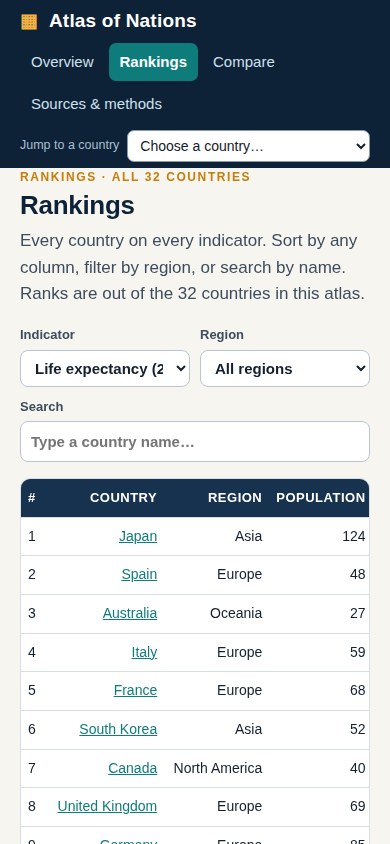 Atlas of Nations
Overview Rankings Compare
Sources & methods
Jump to a country Choose a country…
RANKINGS · ALL 32 COUNTRIES
Rankings
Every country on every indicator. Sort by any
column, filter by region, or search by name.
Ranks are out of the 32 countries in this atlas.
Indicator Region
Life expectancy (2 All regions
Search
Type a country name…
# COUNTRY REGION POPULATION
1 Japan Asia 124
2 Spain Europe 48
3 Australia Oceania 27
4 Italy Europe 59
5 France Europe 68
6 South Korea Asia 52
7 Canada North America 40
8 United Kingdom Europe 69
9 Germany Europe 85